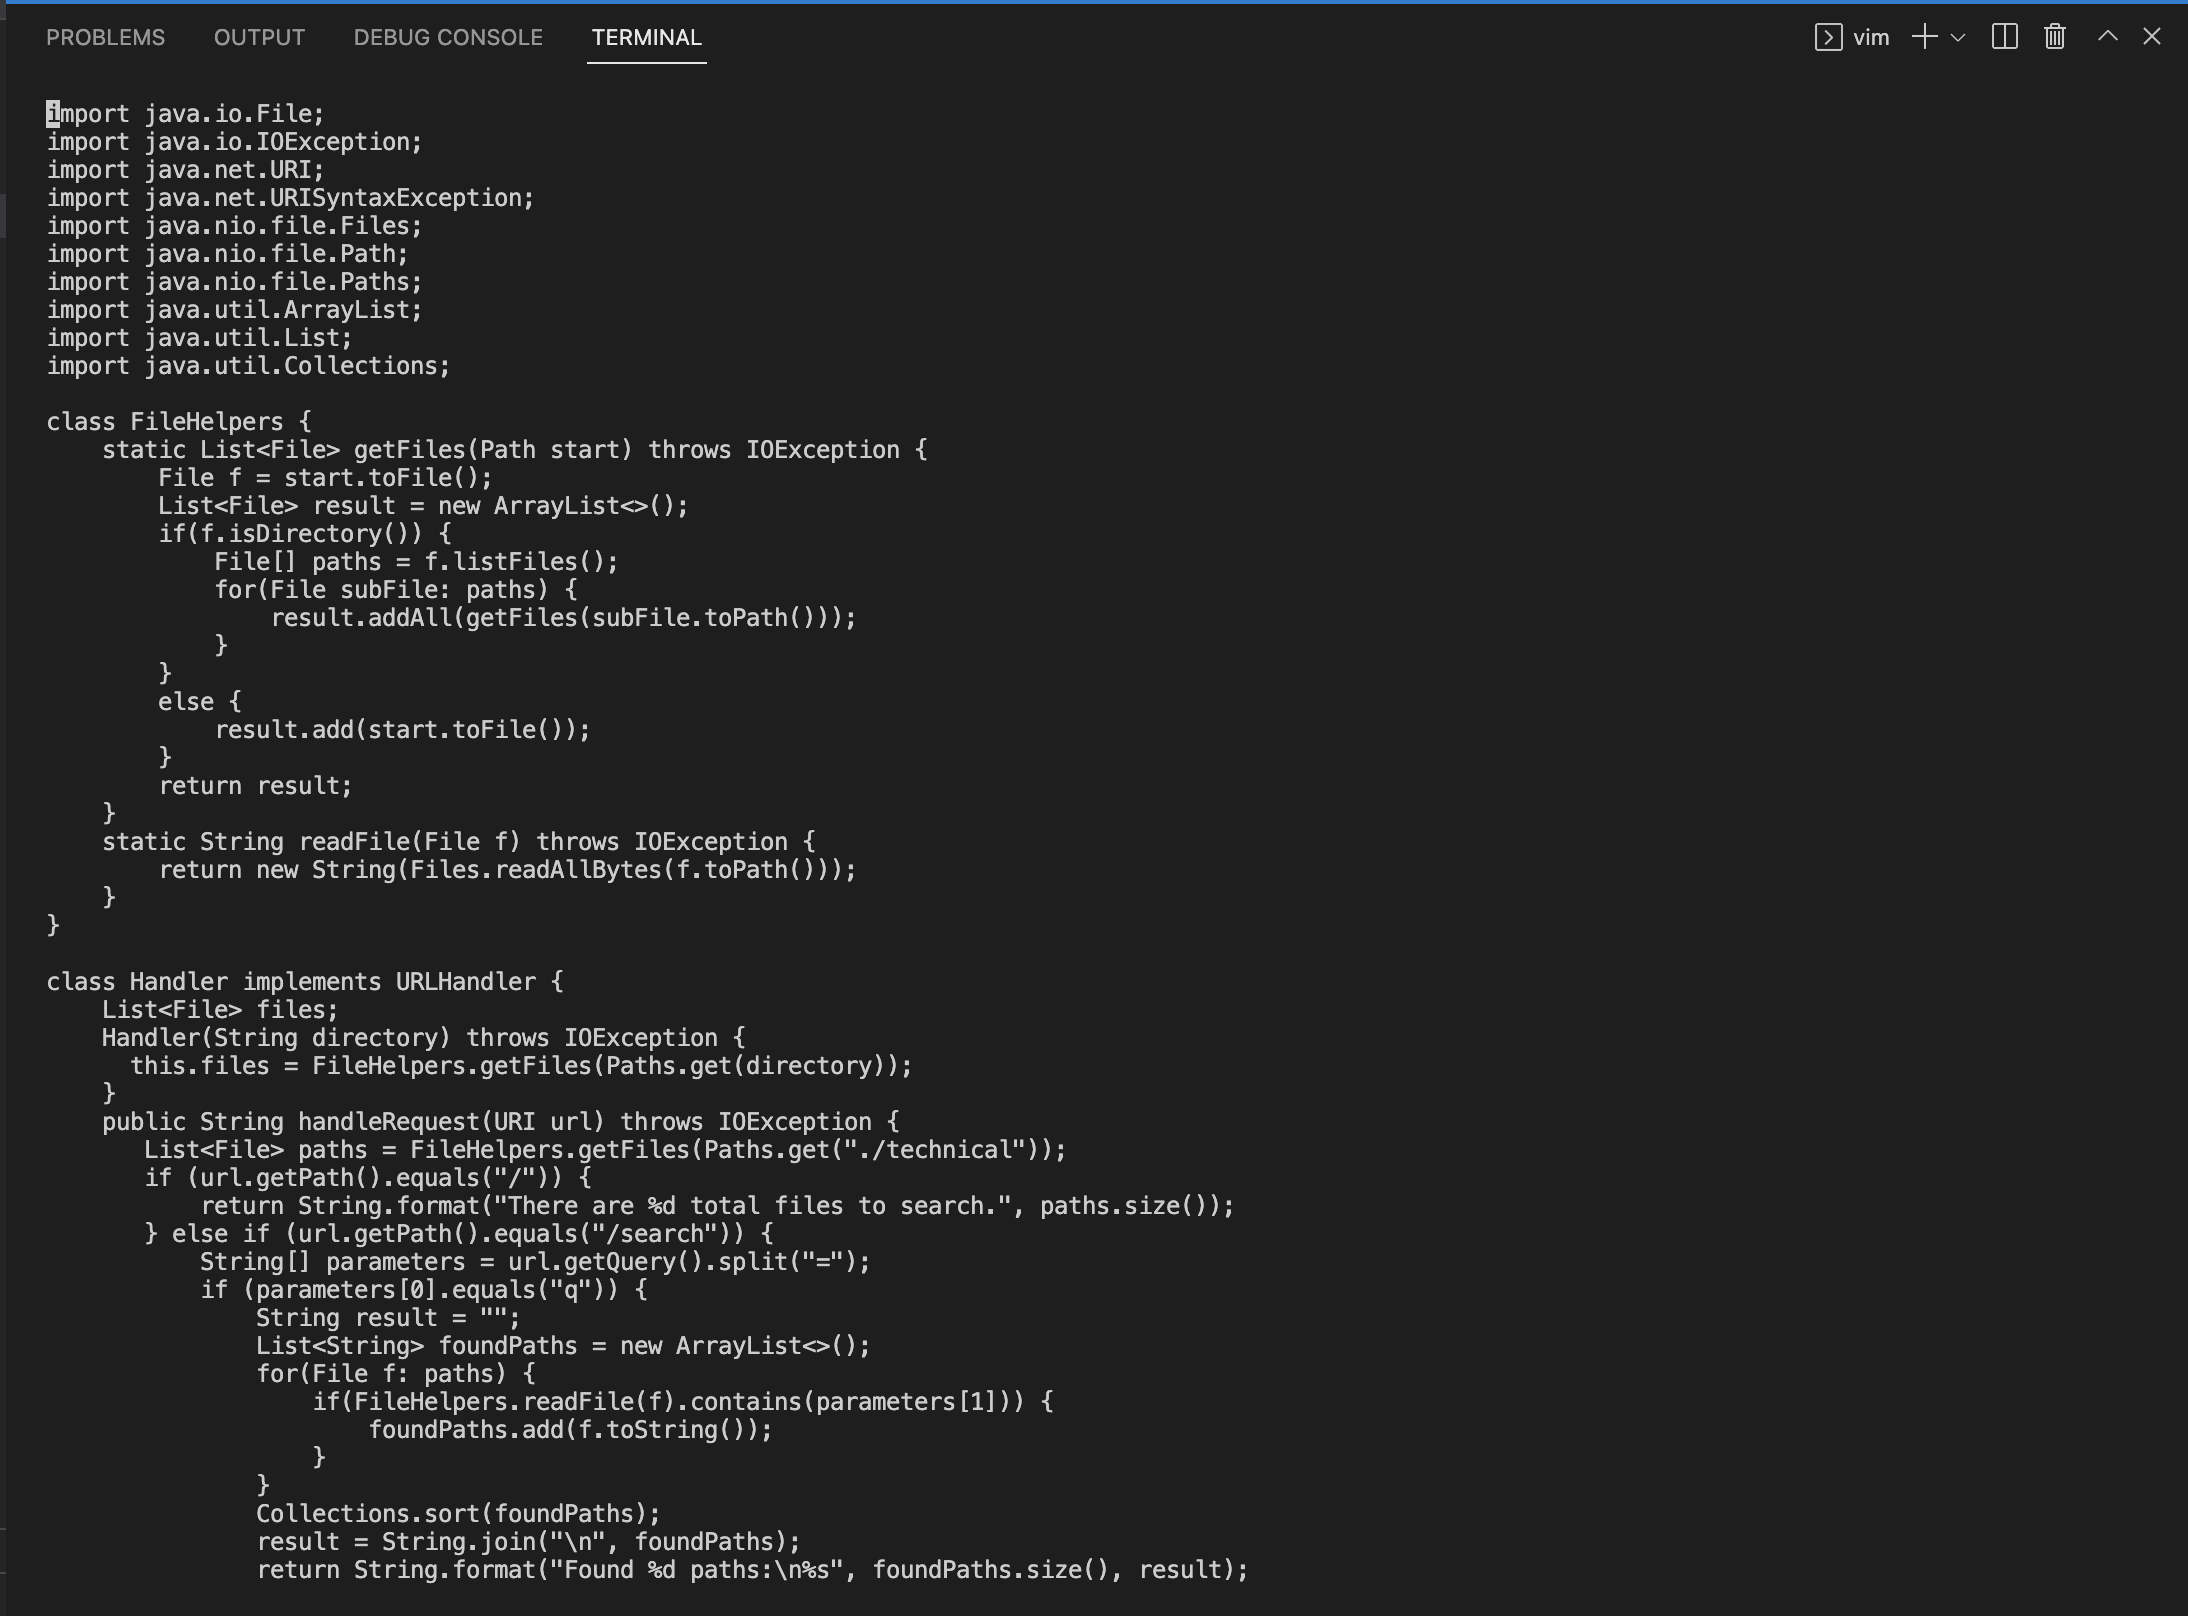 PROBLEMS OUTPUT DEBUG CONSOLE TERMINAL vim
import java.io.File;
import java.io.IOException;
import java.net.URI;
import java.net.URISyntaxException;
import java.nio.file.Files;
import java.nio.file.Path;
import java.nio.file.Paths;
import java.util.ArrayList;
import java.util.List;
import java.util.Collections;

class FileHelpers {
    static List<File> getFiles(Path start) throws IOException {
        File f = start.toFile();
        List<File> result = new ArrayList<>();
        if(f.isDirectory()) {
            File[] paths = f.listFiles();
            for(File subFile: paths) {
                result.addAll(getFiles(subFile.toPath()));
            }
        }
        else {
            result.add(start.toFile());
        }
        return result;
    }
    static String readFile(File f) throws IOException {
        return new String(Files.readAllBytes(f.toPath()));
    }
}

class Handler implements URLHandler {
    List<File> files;
    Handler(String directory) throws IOException {
      this.files = FileHelpers.getFiles(Paths.get(directory));
    }
    public String handleRequest(URI url) throws IOException {
       List<File> paths = FileHelpers.getFiles(Paths.get("./technical"));
       if (url.getPath().equals("/")) {
           return String.format("There are %d total files to search.", paths.size());
       } else if (url.getPath().equals("/search")) {
           String[] parameters = url.getQuery().split("=");
           if (parameters[0].equals("q")) {
               String result = "";
               List<String> foundPaths = new ArrayList<>();
               for(File f: paths) {
                   if(FileHelpers.readFile(f).contains(parameters[1])) {
                       foundPaths.add(f.toString());
                   }
               }
               Collections.sort(foundPaths);
               result = String.join("\n", foundPaths);
               return String.format("Found %d paths:\n%s", foundPaths.size(), result);